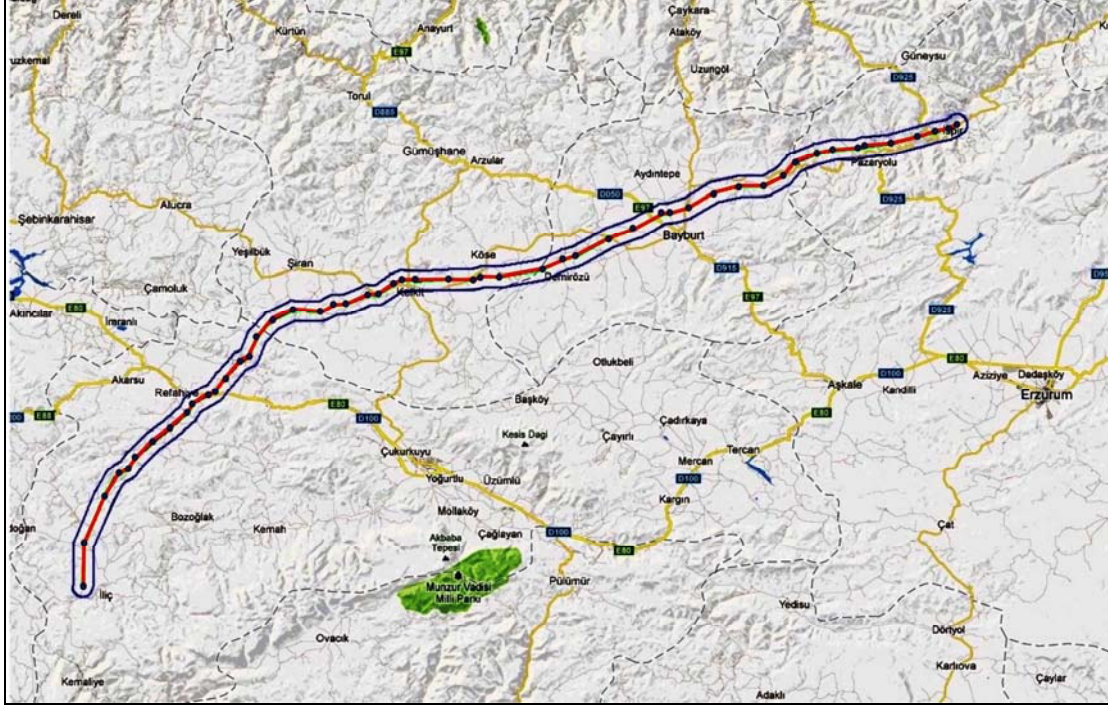 Dereli
Kürtün
Anayurt
Çaykara
Ataköy
E97
Uzungöl
Güneysu
D925
Torul
D885
Gümüşhane
Arzular
Aydıntepe
Pazaryolu
D050
E97
D925
Şebinkarahisar
Alucra
Bayburt
Yeşilbük
Şiran
Köse
Demirözü
D915
Çamoluk
Kelkit
E97
E80
Akıncılar
İmranlı
D925
Otlukbeli
E80
Akarsu
Refahiye
Aşkale
D100
Kandilli
Aziziye
Dadaşköy
Erzurum
E88
E80
D100
Başköy
Çadırkaya
E80
Kesis Dagi
Çayırlı
Çukurkuyu
Mercan
Tercan
Yoğurtlu
Üzümlü
D100
Kargın
Mollaköy
Bozoğlak
Kemah
Çağlayan
D100
Çat
Akbaba
Tepesi
E80
Munzur Vadisi
Milli Parkı
Pülümür
İliç
Yedisu
Ovacık
Dörtyol
Karlıova
Kemaliye
Adaklı
Çaylar